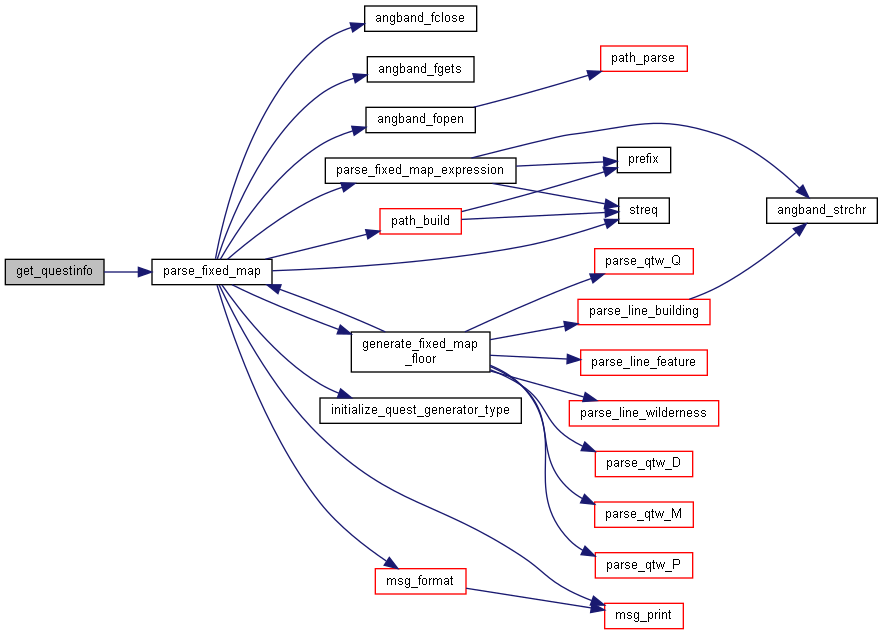 angband_fclose
angband_fgets
path_parse
angband_fopen
parse_fixed_map_expression
prefix
path_build
streq
angband_strchr
get_questinfo
parse_fixed_map
parse_qtw_Q
parse_line_building
generate_fixed_map
_floor
parse_line_feature
initialize_quest_generator_type
parse_line_wilderness
parse_qtw_D
parse_qtw_M
parse_qtw_P
msg_format
msg_print